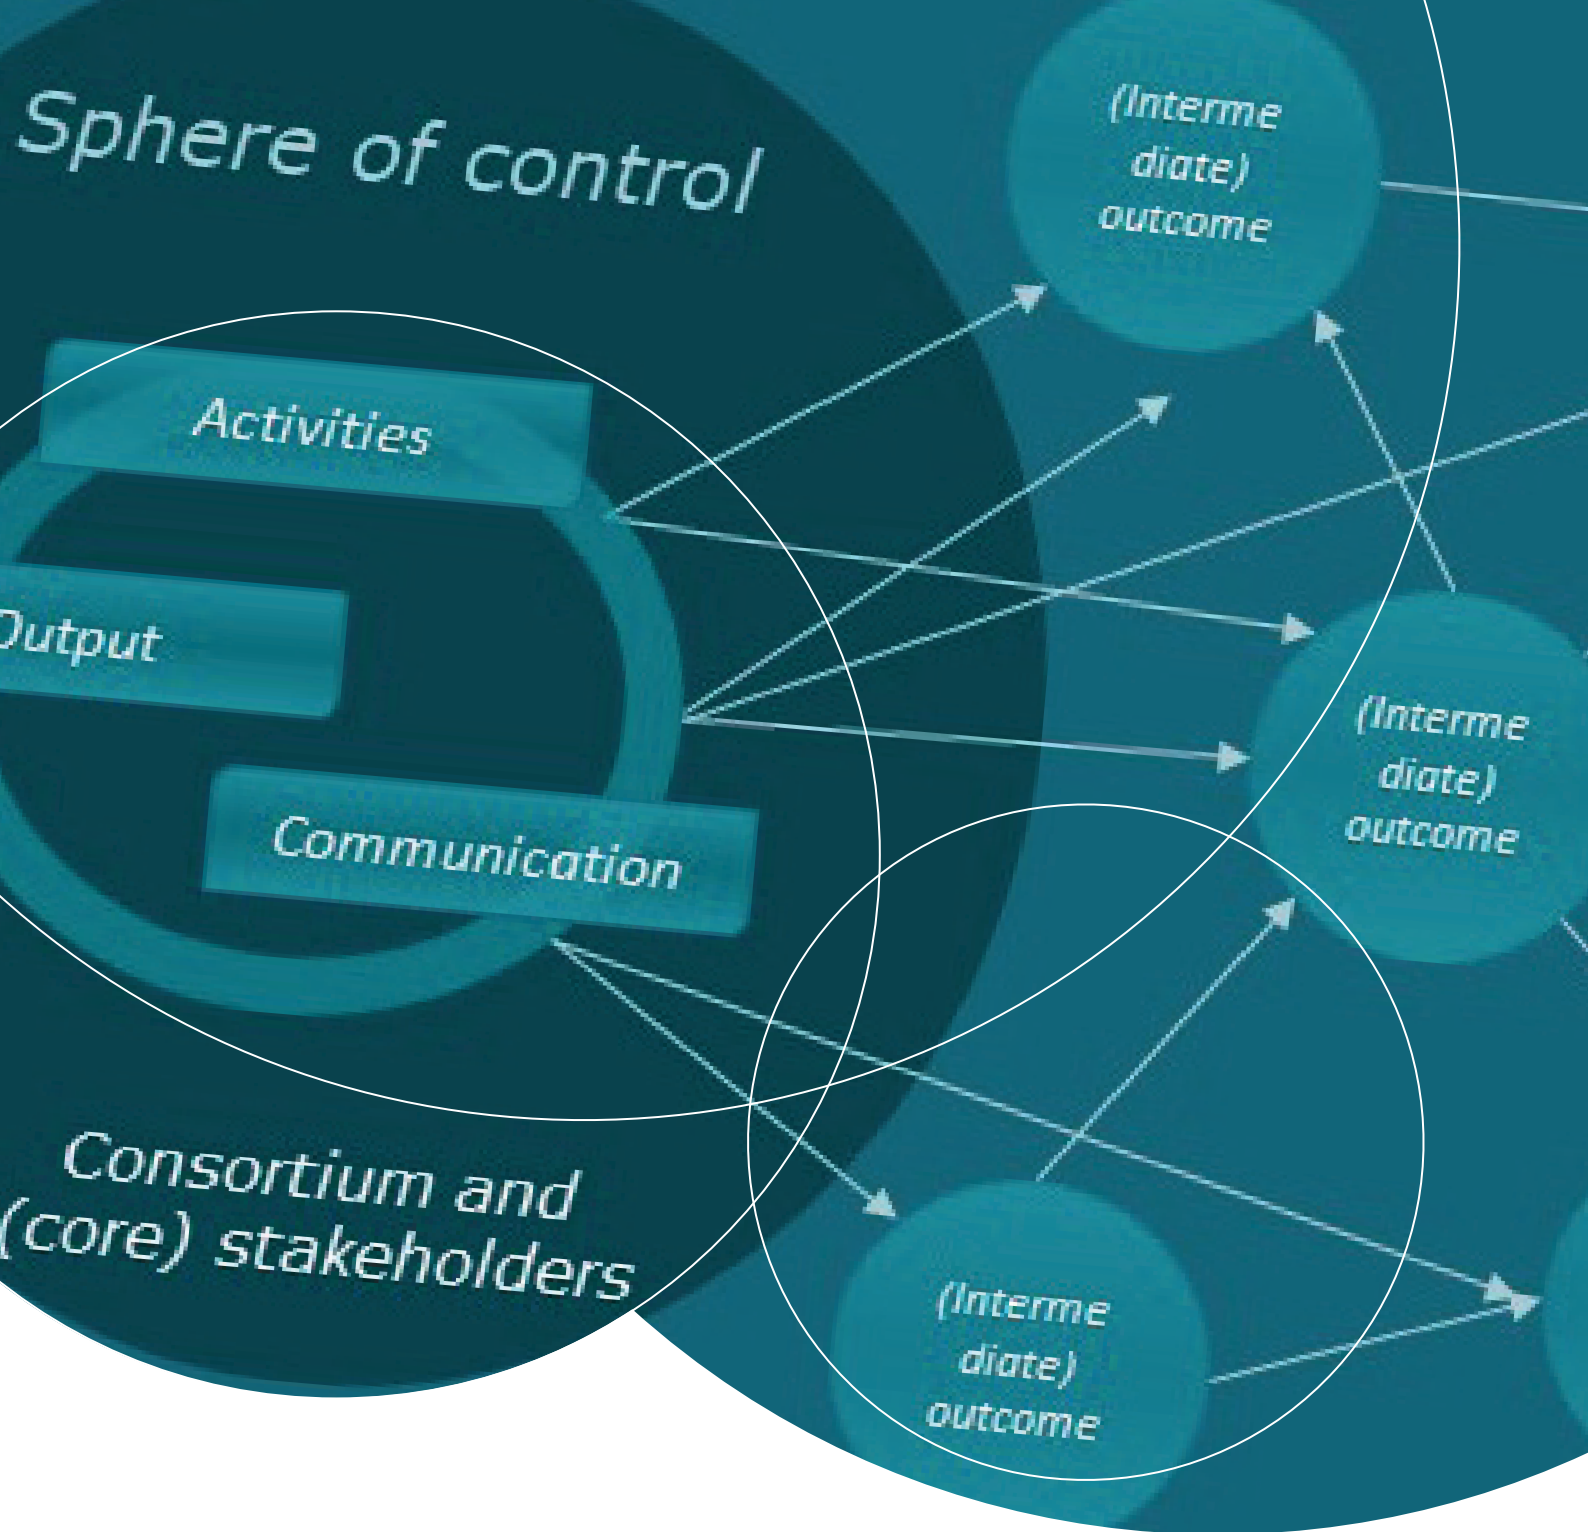 Sphere of control
Activities
Output
Communication
Consortium and
(core) stakeholders
(Interme
diate)
outcome
(Interme
diate)
outcome
(Interme
diate)
outcome